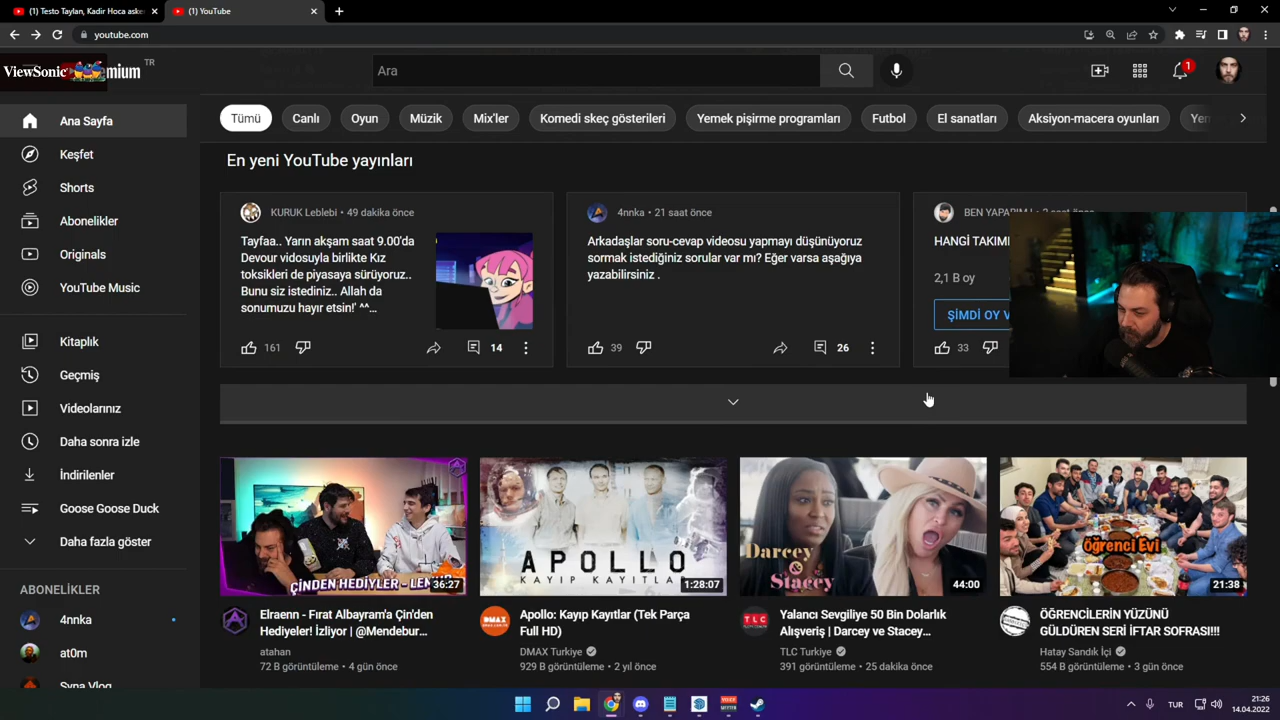 (1) Testo Taylan, Kadir Hoca aske
(1) YouTube
youtube.com
ViewSonic
mium
TR
Ara
1
Tümü
Canlı
Oyun
Müzik
Mix'ler
Komedi skeç gösterileri
Yemek pişirme programları
Futbol
El sanatları
Aksiyon-macera oyunları
Ana Sayfa
Keşfet
Shorts
Abonelikler
Originals
YouTube Music
Kitaplık
Geçmiş
Videolarınız
Daha sonra izle
İndirilenler
Goose Goose Duck
Daha fazla göster
ABONELİKLER
4nnka
at0m
Syna Vlog
En yeni YouTube yayınları
KURUK Leblebi • 49 dakika önce
Tayfaa.. Yarın akşam saat 9.00'da
Devour vidosuyla birlikte Kız
toksikleri de piyasaya sürüyoruz..
Bunu siz istediniz.. Allah da
sonumuzu hayır etsin!' ^^...
161
14
4nnka • 21 saat önce
Arkadaşlar soru-cevap videosu yapmayı düşünüyoruz
sormak istediğiniz sorular var mı? Eğer varsa aşağıya
yazabilirsiniz .
39
26
HANGİ TAKIM
2,1 B oy
ŞİMDİ OY V
33
ÇİNDEN HEDİYLER
36:27
Elraenn - Fırat Albayram'a Çin'den
Hediyeler! İzliyor | @Mendebur...
atahan
72 B görüntüleme • 4 gün önce
APOLLO
KAYIP KAYITLAR
1:28:07
Apollo: Kayıp Kayıtlar (Tek Parça
Full HD)
DMAX
DMAX Turkiye
929 B görüntüleme • 2 yıl önce
Darcey
& Stacey
44:00
TLC
Yalancı Sevgiliye 50 Bin Dolarlık
Alışveriş | Darcey ve Stacey...
TLC Turkiye
391 görüntüleme • 25 dakika önce
Öğrenci Evi
21:38
ÖĞRENCİLERİN YÜZÜNÜ
GÜLDÜREN SERİ İFTAR SOFRASI!!!
Hatay Sandık İçi
554 B görüntüleme • 3 gün önce
TUR
21:26
14.04.2022